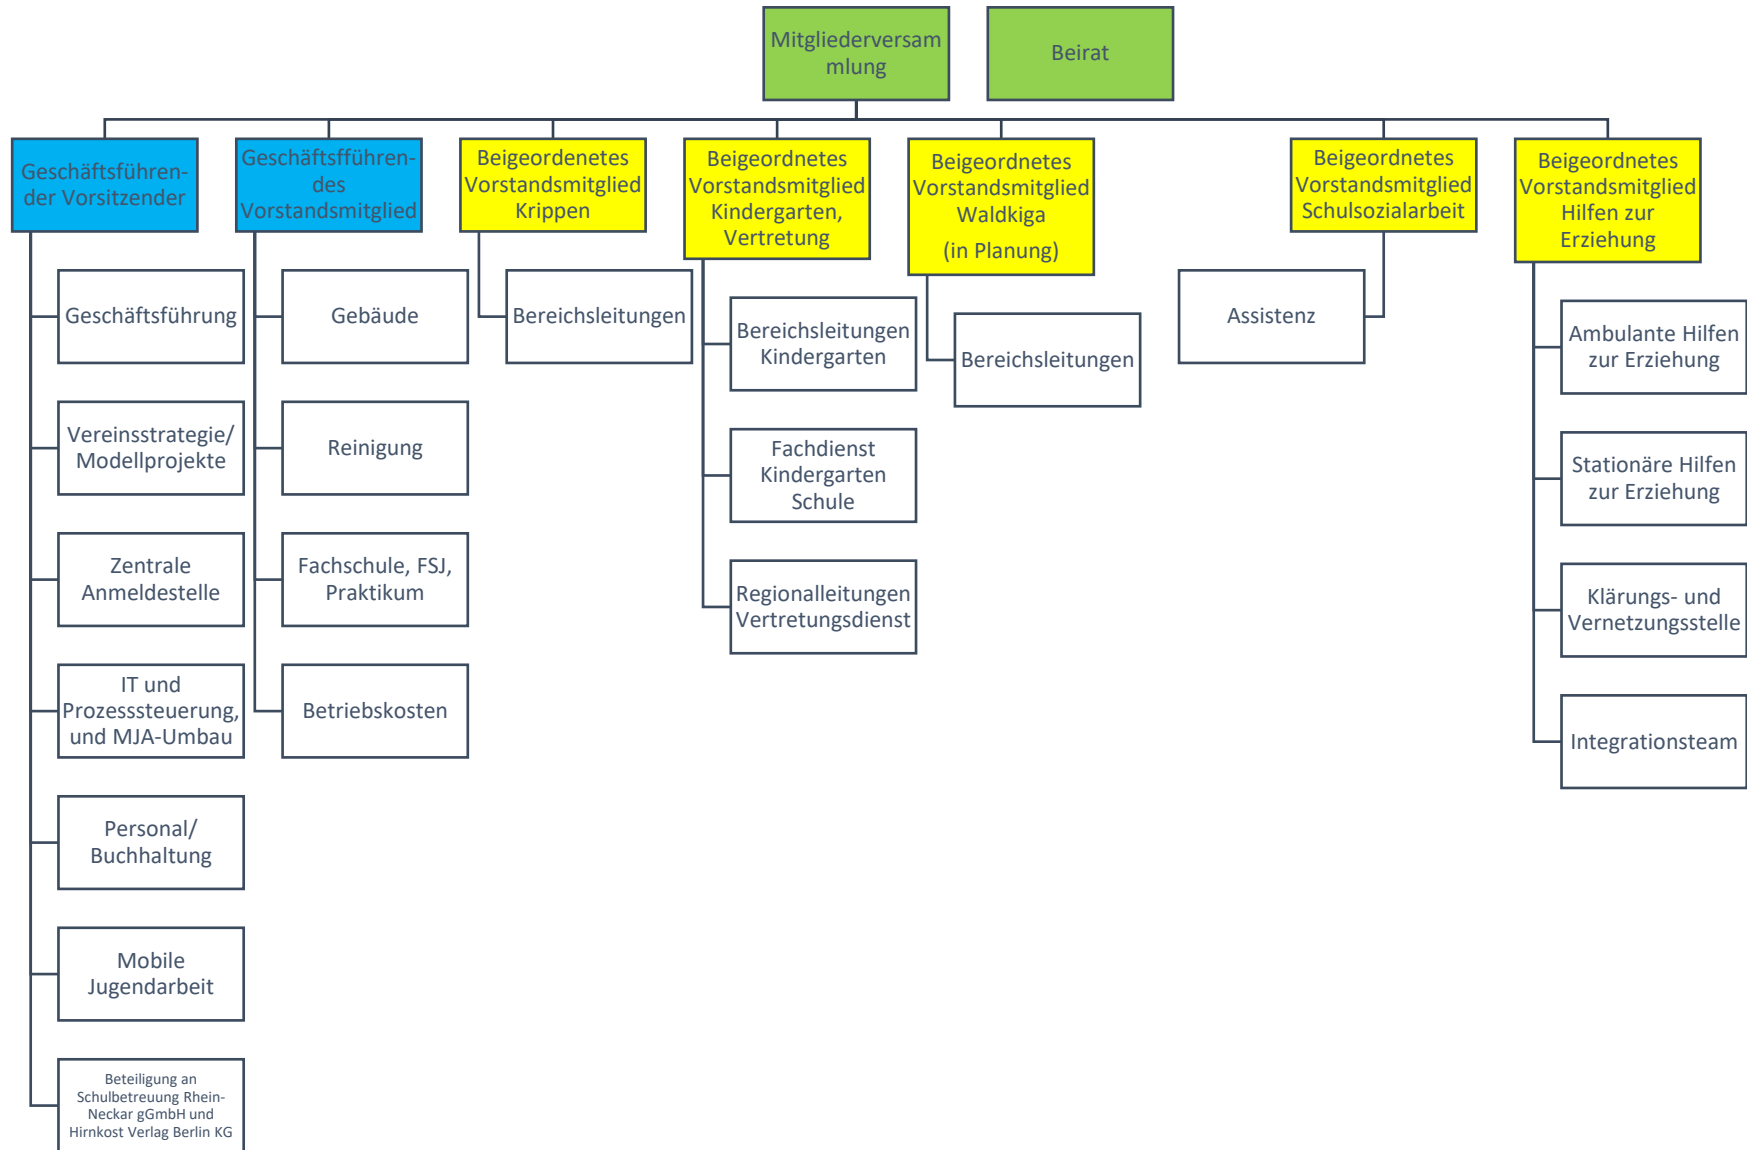 Mitgliederversam
mlung
Beirat
Geschäftsführen-
der Vorsitzender
Geschäftsfführen-
des
Vorstandsmitglied
Beigeordenetes
Vorstandsmitglied
Krippen
Beigeordnetes
Vorstandsmitglied
Kindergarten,
Vertretung
Beigeordnetes
Vorstandsmitglied
Waldkiga
(in Planung)
Beigeordnetes
Vorstandsmitglied
Schulsozialarbeit
Beigeordnetes
Vorstandsmitglied
Hilfen zur
Erziehung
Geschäftsführung
Vereinsstrategie/
Modellprojekte
Zentrale
Anmeldestelle
IT und
Prozesssteuerung,
und MJA-Umbau
Personal/
Buchhaltung
Mobile
Jugendarbeit
Beteiligung an
Schulbetreuung Rhein-
Neckar gGmbH und
Hirnkost Verlag Berlin KG
Gebäude
Reinigung
Fachschule, FSJ,
Praktikum
Betriebskosten
Bereichsleitungen
Bereichsleitungen
Kindergarten
Fachdienst
Kindergarten
Schule
Regionalleitungen
Vertretungsdienst
Bereichsleitungen
Assistenz
Ambulante Hilfen
zur Erziehung
Stationäre Hilfen
zur Erziehung
Klärungs- und
Vernetzungsstelle
Integrationsteam